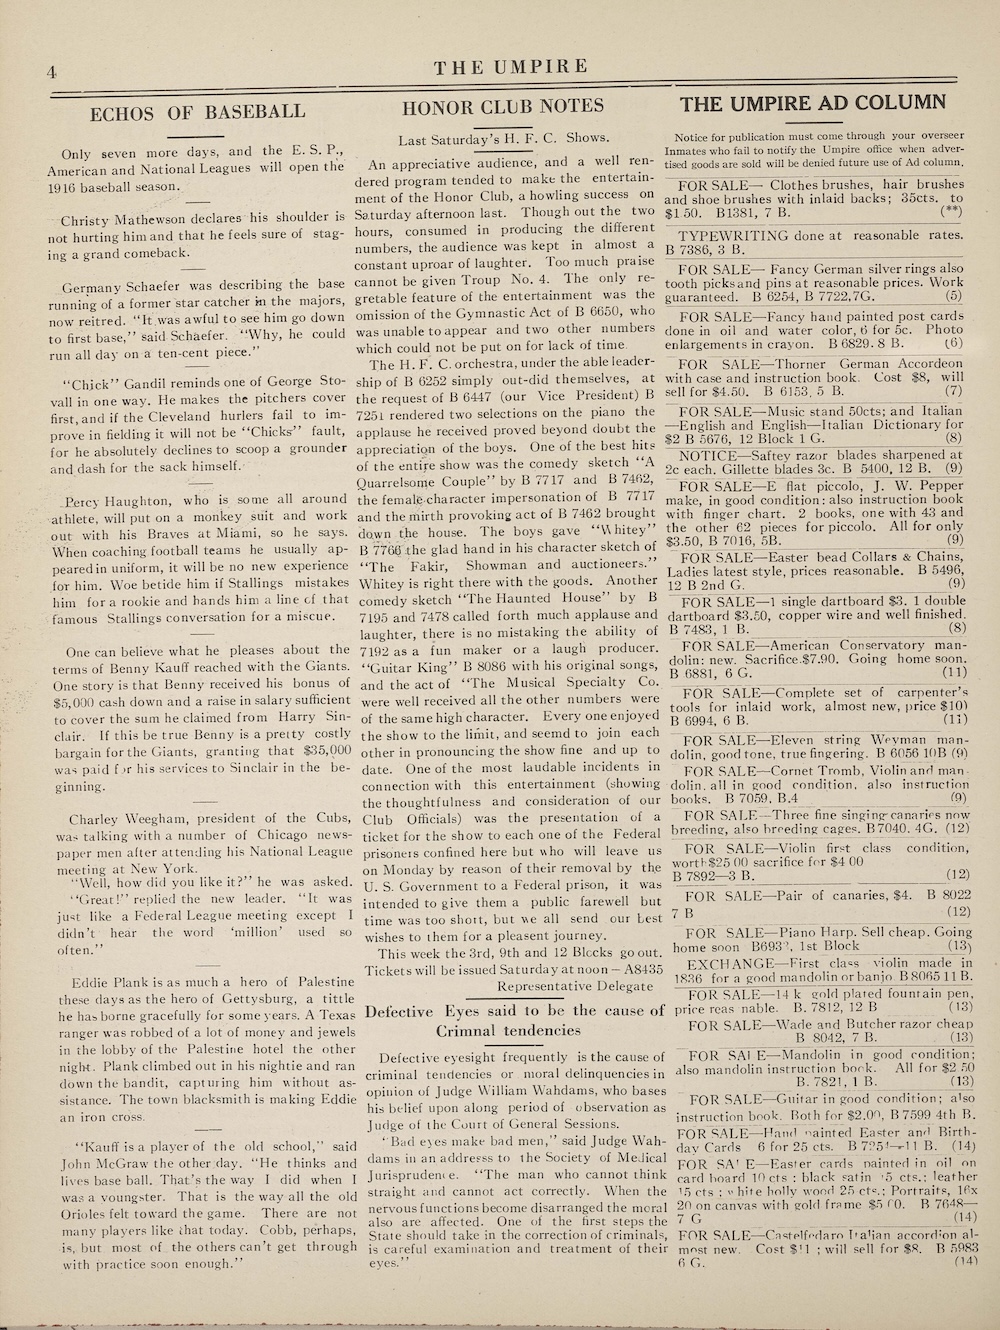 4
THE UMPIRE
ECHOS OF BASEBALL
Only seven more days, and the E. S. P.,
American and National Leagues will open the
1916 baseball season.
Christy Mathewson declares his shoulder is
not hurting him and that he feels sure of stag-
ing a grand comeback.
Germany Schaefer was describing the base
running of a former star catcher in the majors,
now reitred. "It was awful to see him go down
to first base," said Schaefer. "Why, he could
run all day on a ten-cent piece."
"Chick" Gandil reminds one of George Sto-
vall in one way. He makes the pitchers cover
first, and if the Cleveland hurlers fail to im-
prove in fielding it will not be "Chicks" fault,
for he absolutely declines to scoop a grounder
and dash for the sack himself.
Percy Haughton, who is some all around
athlete, will put on a monkey suit and work
out with his Braves at Miami, so he says.
When coaching football teams he usually ap-
peared in uniform, it will be no new experience
for him. Woe betide him if Stallings mistakes
him for a rookie and hands him a line of that
famous Stallings conversation for a miscue.
One can believe what he pleases about the
terms of Benny Kauff reached with the Giants.
One story is that Benny received his bonus of
$5,000 cash down and a raise in salary sufficient
to cover the sum he claimed from Harry Sin-
clair. If this be true Benny is a pretty costly
bargain for the Giants, granting that $35,000
was paid for his services to Sinclair in the be-
ginning.
Charley Weegham, president of the Cubs,
was talking with a number of Chicago news-
paper men after attending his National League
meeting at New York.
"Well, how did you like it?" he was asked.
"Great!" replied the new leader. "It was
just like a Federal League meeting except I
didn't hear the word 'million' used so
often."
Eddie Plank is as much a hero of Palestine
these days as the hero of Gettysburg, a tittle
he has borne gracefully for some years. A Texas
ranger was robbed of a lot of money and jewels
in the lobby of the Palestine hotel the other
night. Plank climbed out in his nightie and ran
down the bandit, capturing him without as-
sistance. The town blacksmith is making Eddie
an iron cross.
"Kauff is a player of the old school," said
John McGraw the other day. "He thinks and
lives base ball. That's the way I did when I
was a youngster. That is the way all the old
Orioles felt toward the game. There are not
many players like that today. Cobb, perhaps,
is, but most of the others can't get through
with practice soon enough."
HONOR CLUB NOTES
Last Saturday's H. F. C. Shows.
An appreciative audience, and a well ren-
dered program tended to make the entertain-
ment of the Honor Club, a howling success on
Saturday afternoon last. Though out the two
hours, consumed in producing the different
numbers, the audience was kept in almost a
constant uproar of laughter. Too much praise
cannot be given Troup No. 4. The only re-
gretable feature of the entertainment was the
omission of the Gymnastic Act of B 6650, who
was unable to appear and two other numbers
which could not be put on for lack of time.
The H. F. C. orchestra, under the able leader-
ship of B 6252 simply out-did themselves, at
the request of B 6447 (our Vice President) B
7251 rendered two selections on the piano the
applause he received proved beyond doubt the
appreciation of the boys. One of the best hits
of the entire show was the comedy sketch "A
Quarrelsome Couple" by B 7717 and B 7462,
the female character impersonation of B 7717
and the mirth provoking act of B 7462 brought
down the house. The boys gave "Whitey"
B 7766 the glad hand in his character sketch of
"The Fakir, Showman and auctioneers."
Whitey is right there with the goods. Another
comedy sketch "The Haunted House" by B
7195 and 7478 called forth much applause and
laughter, there is no mistaking the ability of
7192 as a fun maker or a laugh producer.
"Guitar King" B 8086 with his original songs,
and the act of "The Musical Specialty Co.
were well received all the other numbers were
of the same high character. Every one enjoyed
the show to the limit, and seemd to join each
other in pronouncing the show fine and up to
date. One of the most laudable incidents in
connection with this entertainment (showing
the thoughtfulness and consideration of our
Club Officials) was the presentation of a
ticket for the show to each one of the Federal
prisoners confined here but who will leave us
on Monday by reason of their removal by the
U. S. Government to a Federal prison, it was
intended to give them a public farewell but
time was too short, but we all send our best
wishes to them for a pleasent journey.
This week the 3rd, 9th and 12 Blocks go out.
Tickets will be issued Saturday at noon — A8435
Representative Delegate
Defective Eyes said to be the cause of
Crimnal tendencies
Defective eyesight frequently is the cause of
criminal tendencies or moral delinquencies in
opinion of Judge William Wahdams, who bases
his belief upon along period of observation as
Judge of the Court of General Sessions.
"Bad eyes make bad men," said Judge Wah-
dams in an addresss to the Society of Medical
Jurisprudence. "The man who cannot think
straight and cannot act correctly. When the
nervous functions become disarranged the moral
also are affected. One of the first steps the
State should take in the correction of criminals,
is careful examination and treatment of their
eyes."
THE UMPIRE AD COLUMN
Notice for publication must come through your overseer
Inmates who fail to notify the Umpire office when adver-
tised goods are sold will be denied future use of Ad column.
FOR SALE— Clothes brushes, hair brushes
and shoe brushes with inlaid backs; 35cts. to
$1.50. B1381, 7 B. (**)
TYPEWRITING done at reasonable rates.
B 7386, 3 B.
FOR SALE— Fancy German silver rings also
tooth picks and pins at reasonable prices. Work
guaranteed. B 6254, B 7722,7G. (5)
FOR SALE—Fancy hand painted post cards
done in oil and water color, 6 for 5c. Photo
enlargements in crayon. B 6829. 8 B. (6)
FOR SALE—Thorner German Accordeon
with case and instruction book. Cost $8, will
sell for $4.50. B 6153, 5 B. (7)
FOR SALE—Music stand 50cts; and Italian
—English and English—Italian Dictionary for
$2 B 5676, 12 Block 1 G. (8)
NOTICE—Saftey razor blades sharpened at
2c each. Gillette blades 3c. B 5400, 12 B. (9)
FOR SALE—E flat piccolo, J. W. Pepper
make, in good condition: also instruction book
with finger chart. 2 books, one with 43 and
the other 62 pieces for piccolo. All for only
$3.50, B 7016, 5B. (9)
FOR SALE—Easter bead Collars & Chains,
Ladies latest style, prices reasonable. B 5496,
12 B 2nd G. (9)
FOR SALE—1 single dartboard $3. 1 double
dartboard $3.50, copper wire and well finished.
B 7483, 1 B. (8)
FOR SALE—American Conservatory man-
dolin: new. Sacrifice $7.90. Going home soon.
B 6881, 6 G. (11)
FOR SALE—Complete set of carpenter's
tools for inlaid work, almost new, price $10)
B 6994, 6 B. (11)
FOR SALE—Eleven string Weyman man-
dolin, good tone, true fingering. B 6056 10B (9)
FOR SALE—Cornet Tromb, Violin and man-
dolin, all in good condition, also instruction
books. B 7059, B.4 (9)
FOR SALE—Three fine singing canaries now
breeding, also breeding cages. B7040. 4G. (12)
FOR SALE—Violin first class condition,
worth $25 00 sacrifice for $4 00
B 7892—3 B. (12)
FOR SALE—Pair of canaries, $4. B 8022
7 B (12)
FOR SALE—Piano Harp. Sell cheap. Going
home soon 1st Block (13)
EXCHANGE—First class violin made in
1836 for a good mandolin or banjo. B 8065 11 B.
FOR SALE—14 k gold plated fountain pen,
price reas nable. B. 7812, 12 B (13)
FOR SALE—Wade and Butcher razor cheap
B 8042, 7 B. (13)
FOR SALE—Mandolin in good condition;
also mandolin instruction book. All for $2 50
B. 7821, 1 B. (13)
FOR SALE—Guitar in good condition; also
instruction book. Both for $2.00, B 7599 4th B.
FOR SALE—Hand painted Easter and Birth-
day Cards 6 for 25 cts. 11 B. (14)
FOR SALE—Easter cards painted in oil on
card board 10 cts ; black satin 15 cts.; leather
15 cts ; white holly wood 25 cts.; Portraits, 16x
20 on canvas with gold frame $5 00. B 7648—
7 G (14)
FOR SALE—Castelfedaro Italian accordion al-
most new. Cost ; will sell for $8. B 5983
6 G. (14)